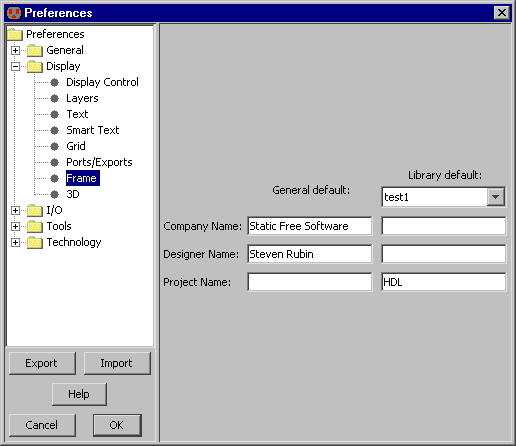 Preferences
Preferences
General
Display
Display Control
Layers
Text
Smart Text
Grid
Ports/Exports
Frame
3D
I/O
Tools
Technology
Export Import
Help
Cancel OK
Library default:
General default:
test1
Company Name: Static Free Software
Designer Name: Steven Rubin
Project Name: HDL